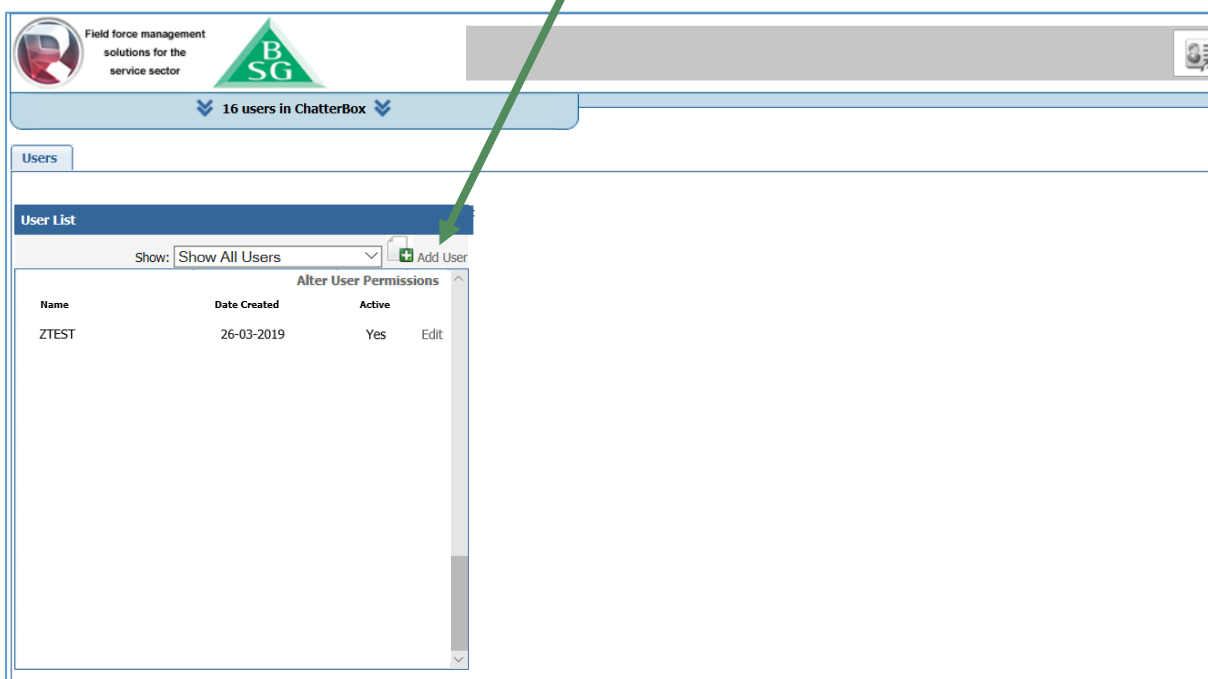 Field force management
solutions for the
service sector
B
SG
16 users in ChatterBox
Users
User List
Show: Show All Users Add User
Alter User Permissions
Name Date Created Active
ZTEST 26-03-2019 Yes Edit